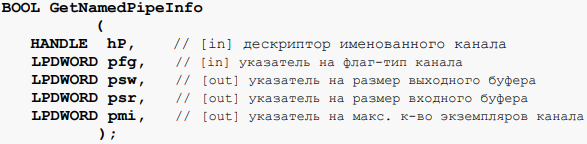 BOOL GetNamedPipeInfo
(
HANDLE hP, // [in] дескриптор именованного канала
LPDWORD pfg, // [in] указатель на флаг-тип канала
LPDWORD psw, // [out] указатель на размер выходного буфера
LPDWORD psr, // [out] указатель на размер входного буфера
LPDWORD pmi, // [out] указатель на макс. к-во экземпляров канала
);